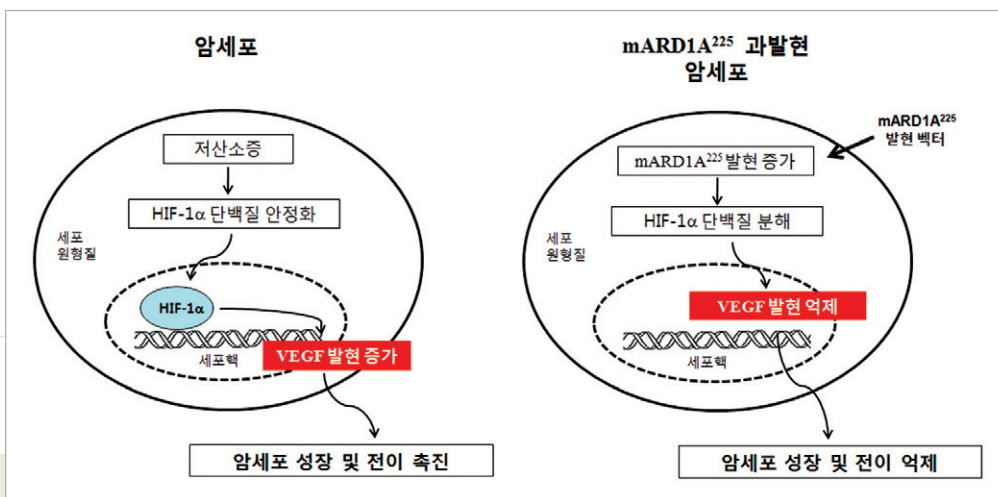 암세포
저산소증
HIF-1α 단백질 안정화
세포
원형질
HIF-1α
세포핵
VEGF 발현 증가
암세포 성장 및 전이 촉진
mARD1A²²⁵ 과발현
암세포
mARD1A²²⁵
발현 벡터
mARD1A²²⁵ 발현 증가
HIF-1α 단백질 분해
세포
원형질
VEGF 발현 억제
세포핵
암세포 성장 및 전이 억제